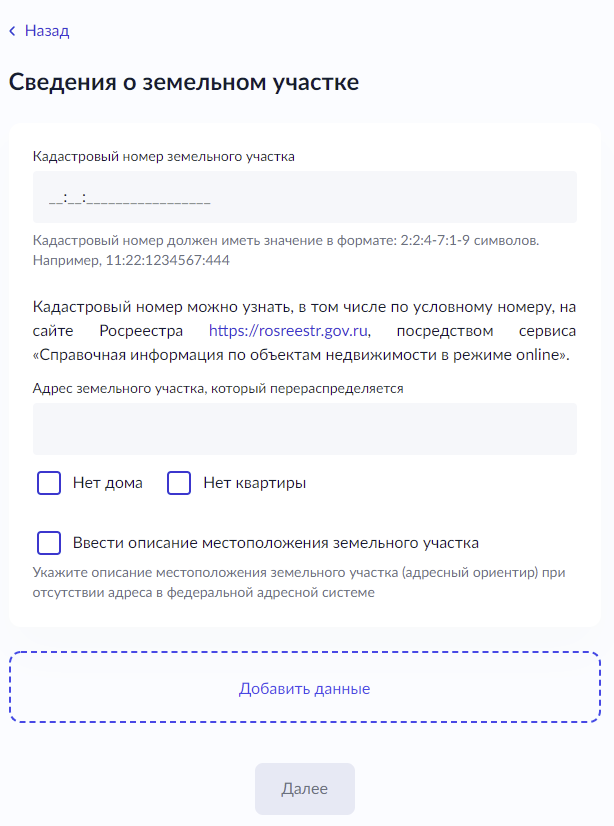 Назад
Сведения о земельном участке
Кадастровый номер земельного участка
__:__:_________________
Кадастровый номер должен иметь значение в формате: 2:2:4-7:1-9 символов.
Например, 11:22:1234567:444
Кадастровый номер можно узнать, в том числе по условному номеру, на
сайте Росреестра https://rosreestr.gov.ru, посредством сервиса
«Справочная информация по объектам недвижимости в режиме online».
Адрес земельного участка, который перераспределяется
Нет дома Нет квартиры
Ввести описание местоположения земельного участка
Укажите описание местоположения земельного участка (адресный ориентир) при
отсутствии адреса в федеральной адресной системе
Добавить данные
Далее